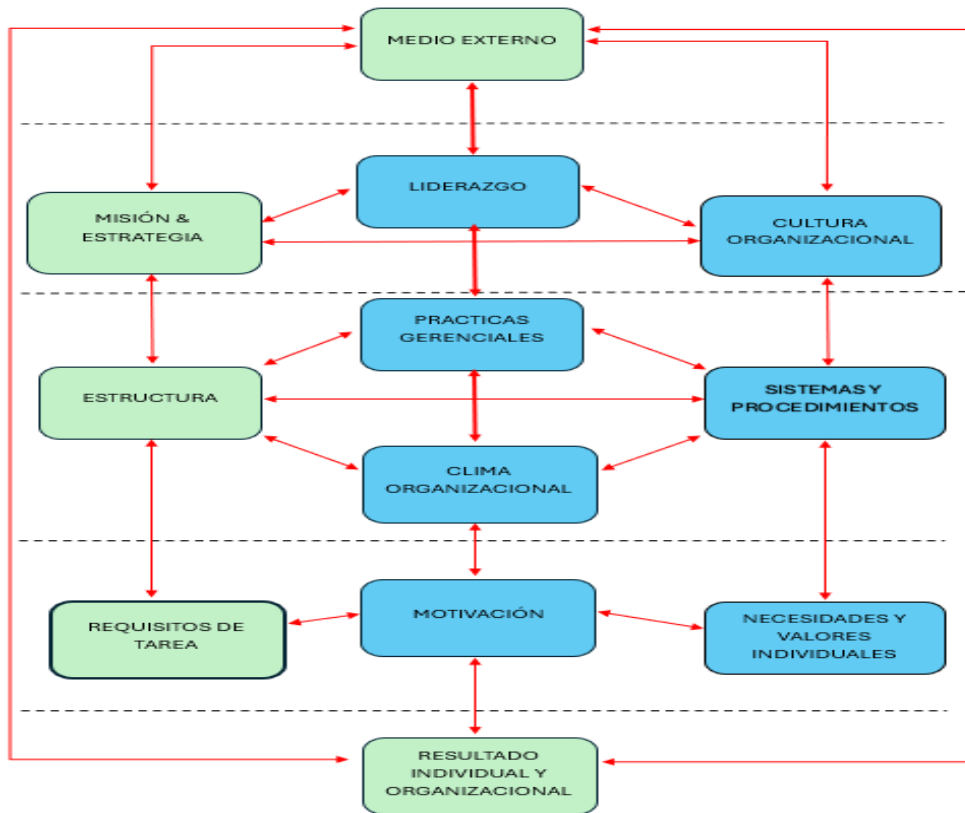 MEDIO EXTERNO
LIDERAZGO
MISIÓN &
ESTRATEGIA
CULTURA
ORGANIZACIONAL
PRACTICAS
GERENCIALES
ESTRUCTURA
SISTEMAS Y
PROCEDIMIENTOS
CLIMA
ORGANIZACIONAL
REQUISITOS DE
TAREA
MOTIVACIÓN
NECESIDADES Y
VALORES
INDIVIDUALES
RESULTADO
INDIVIDUAL Y
ORGANIZACIONAL